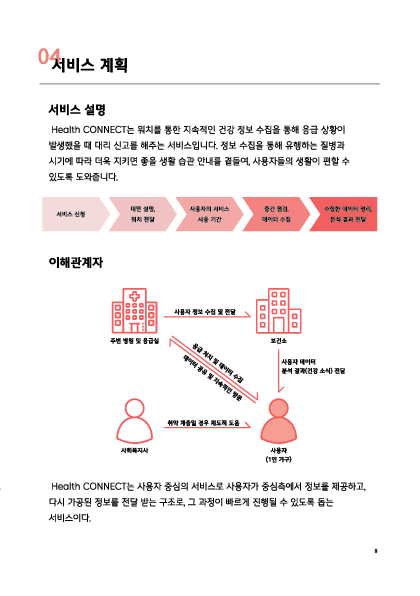 04
서비스 계획
서비스 설명
Health CONNECT는 워치를 통한 지속적인 건강 정보 수집을 통해 응급 상황이
발생했을 때 대리 신고를 해주는 서비스입니다. 정보 수집을 통해 유행하는 질병과
시기에 따라 더욱 지키면 좋을 생활 습관 안내를 곁들여, 사용자들의 생활이 편할 수
있도록 도와줍니다.
서비스 신청
대면 설명,
워치 전달
사용자의 서비스
사용 기간
중간 점검,
데이터 수집
수집한 데이터 정리,
분석 결과 전달
이해관계자
사용자 정보 수집 및 전달
주변 병원 및 응급실
보건소
응급 처치 및 데이터 수집
데이터 공유 및 지속적인 방문
사용자 데이터
분석 결과(건강 소식) 전달
취약 계층일 경우 제도적 도움
사회복지사
사용자
(1인 가구)
Health CONNECT는 사용자 중심의 서비스로 사용자가 중심축에서 정보를 제공하고,
다시 가공된 정보를 전달 받는 구조로, 그 과정이 빠르게 진행될 수 있도록 돕는
서비스이다.